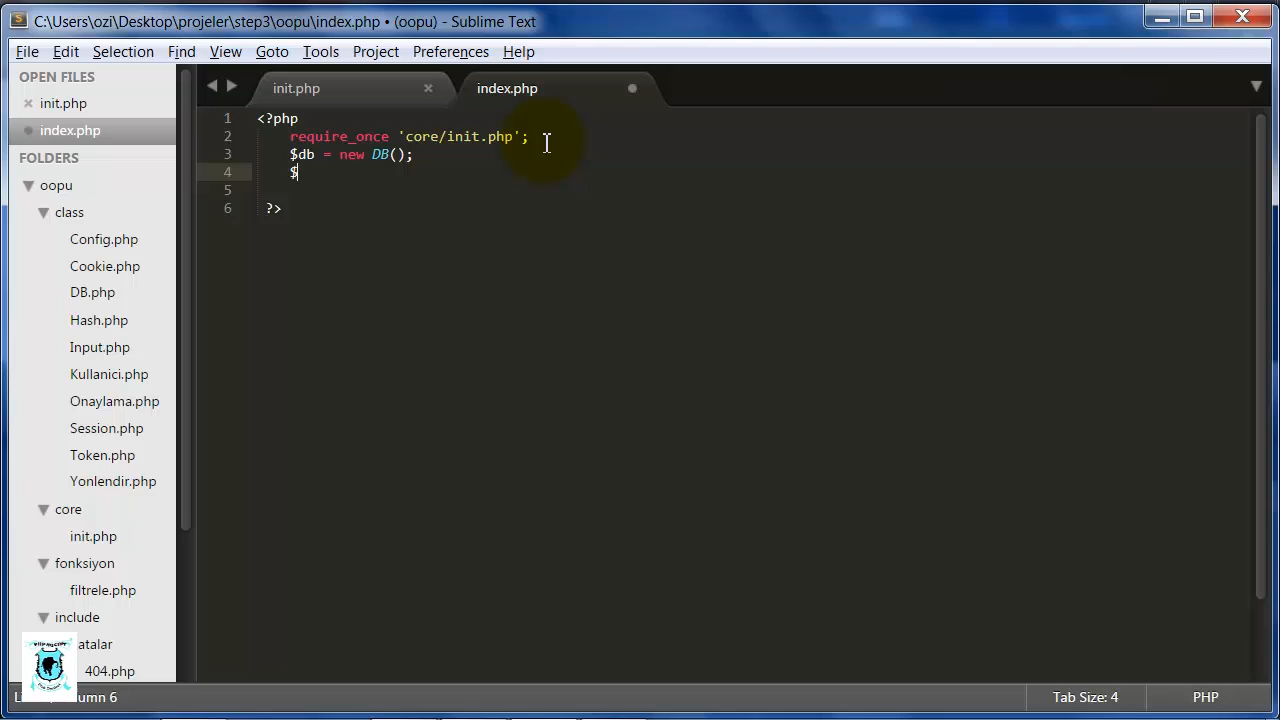 C:\Users\ozi\Desktop\projeler\step3\oopu\index.php • (oopu) - Sublime Text
File Edit Selection Find Goto Tools Project Preferences Help
OPEN FILES
init.php
index.php
FOLDERS
oopu
class
Config.php
Cookie.php
DB.php
Hash.php
Input.php
Kullanici.php
Onaylama.php
Session.php
Token.php
Yonlendir.php
core
init.php
fonksiyon
filtrele.php
include
atalar
404.php
init.php
index.php
1 <?php
2 require_once 'core/init.php';
3 $db = new DB();
4 $
5
6 ?>
umn 6
Tab Size: 4
PHP